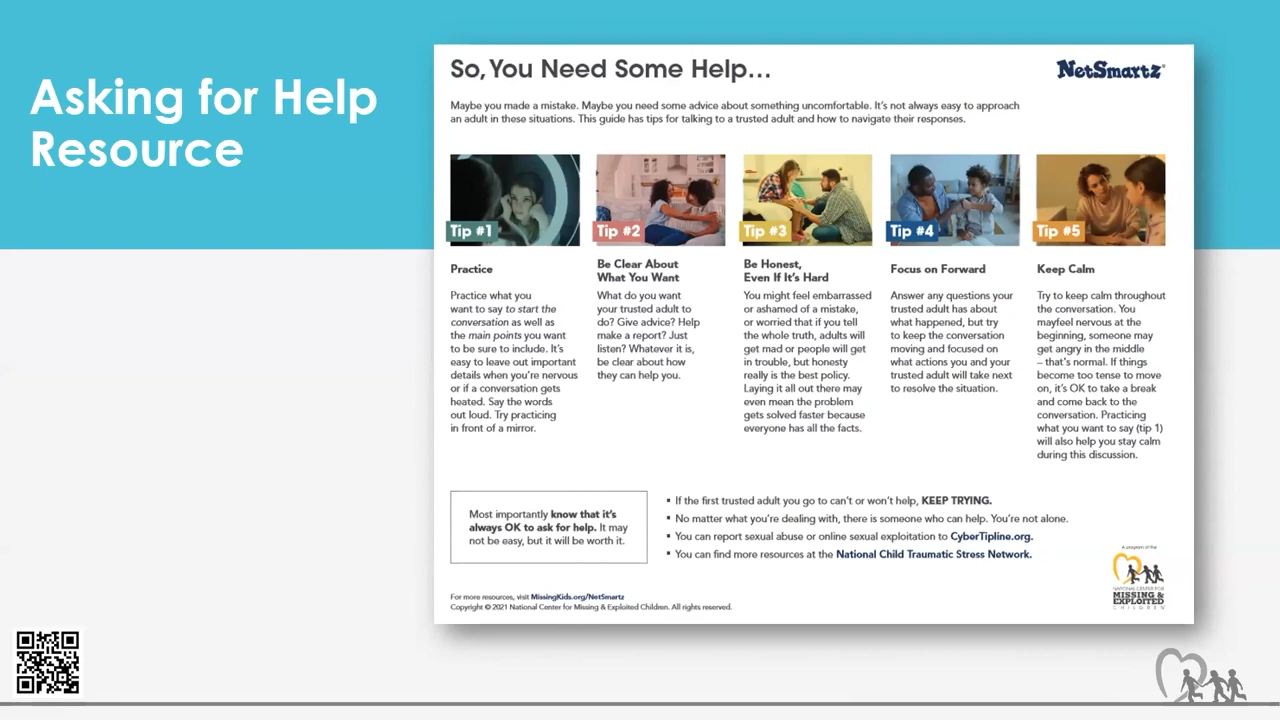 Asking for Help
Resource
So, You Need Some Help...
NetSmartz®
Maybe you made a mistake. Maybe you need some advice about something uncomfortable. It's not always easy to approach
an adult in these situations. This guide has tips for talking to a trusted adult and how to navigate their responses.
Tip #1
Practice
Practice what you
want to say to start the
conversation as well as
the main points you want
to be sure to include. It's
easy to leave out important
details when you're nervous
or if a conversation gets
heated. Say the words
out loud. Try practicing
in front of a mirror.
Tip #2
Be Clear About
What You Want
What do you want
your trusted adult to
do? Give advice? Help
make a report? Just
listen? Whatever it is,
be clear about how
they can help you.
Tip #3
Be Honest,
Even If It's Hard
You might feel embarrassed
or ashamed of a mistake,
or worried that if you tell
the whole truth, adults will
get mad or people will get
in trouble, but honesty
really is the best policy.
Laying it all out there may
even mean the problem
gets solved faster because
everyone has all the facts.
Tip #4
Focus on Forward
Answer any questions your
trusted adult has about
what happened, but try
to keep the conversation
moving and focused on
what actions you and your
trusted adult will take next
to resolve the situation.
Tip #5
Keep Calm
Try to keep calm throughout
the conversation. You
mayfeel nervous at the
beginning, someone may
get angry in the middle
– that's normal. If things
become too tense to move
on, it's OK to take a break
and come back to the
conversation. Practicing
what you want to say (tip 1)
will also help you stay calm
during this discussion.
Most importantly know that it's
always OK to ask for help. It may
not be easy, but it will be worth it.
▪ If the first trusted adult you go to can't or won't help, KEEP TRYING.
▪ No matter what you're dealing with, there is someone who can help. You're not alone.
▪ You can report sexual abuse or online sexual exploitation to CyberTipline.org.
▪ You can find more resources at the National Child Traumatic Stress Network.
A program of the
NATIONAL CENTER FOR
MISSING &
EXPLOITED
CHILDREN
For more resources, visit MissingKids.org/NetSmartz
Copyright © 2021 National Center for Missing & Exploited Children. All rights reserved.